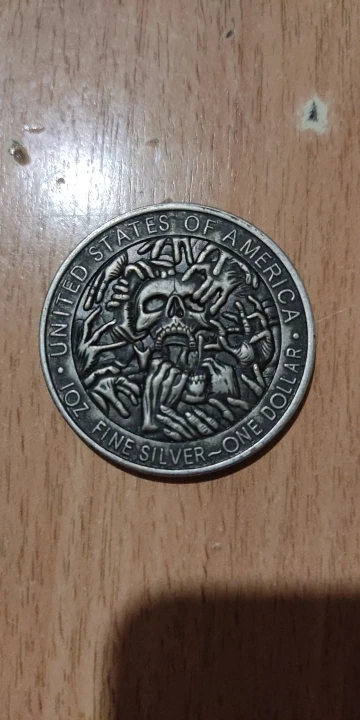 · UNITED STATES OF AMERICA ·
1OZ FINE SILVER~ONE DOLLAR